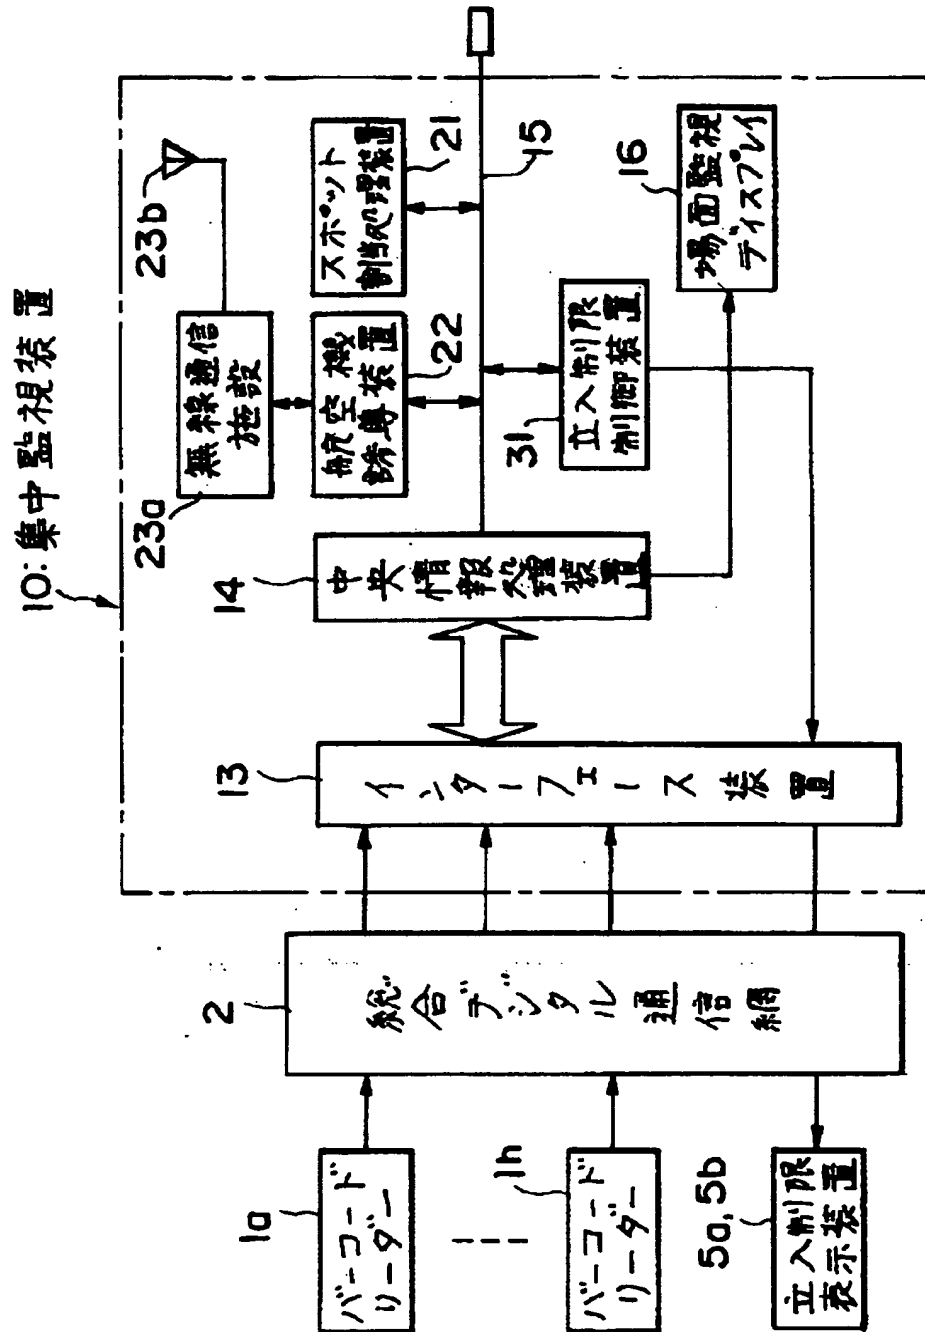 10:集中監視装置
23b
無線通信
施設
23a
スポット
割当処理装置
21
航空機
誘導装置
22
15
16
場面監視
ディスプレイ
立入制限
制御装置
31
中央情報処理装置
14
インターフェース装置
13
総合デジタル通信網
2
バーコード
リーダー
1a
バーコード
リーダー
1h
立入制限
表示装置
5a,5b